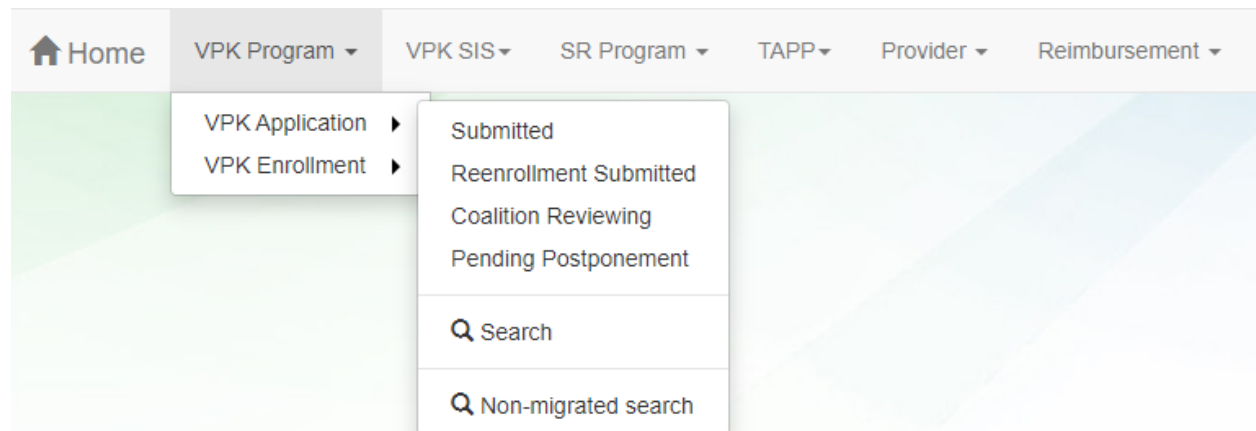 Home VPK Program VPK SIS SR Program TAPP Provider Reimbursement
VPK Application
VPK Enrollment
Submitted
Reenrollment Submitted
Coalition Reviewing
Pending Postponement
Search
Non-migrated search